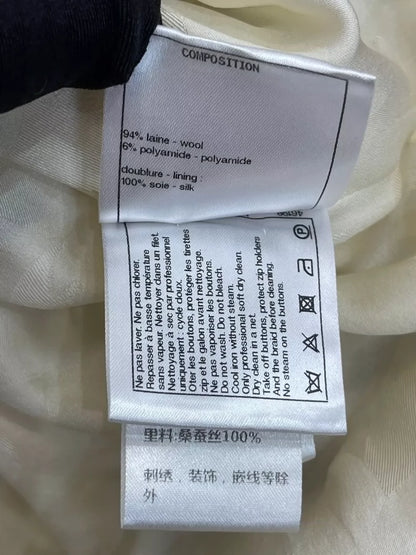 COMPOSITION
94% laine - wool
6% polyamide - polyamide
doublure - lining :
100% soie - silk
Ne pas laver. Ne pas chlorer.
Repasser à basse température
sans vapeur. Nettoyer dans un filet.
Nettoyage à sec par professionnel
uniquement : cycle doux.
Oter les boutons, protéger les tirettes
zip et le galon avant nettoyage.
Ne pas vaporiser les boutons.
Do not wash. Do not bleach.
Cool iron without steam.
Only professional soft dry clean.
Dry clean in a net.
Take off buttons, protect zip holders
And the braid before cleaning.
No steam on the buttons.
里料:桑蚕丝100%
刺绣，装饰，嵌线等除
外